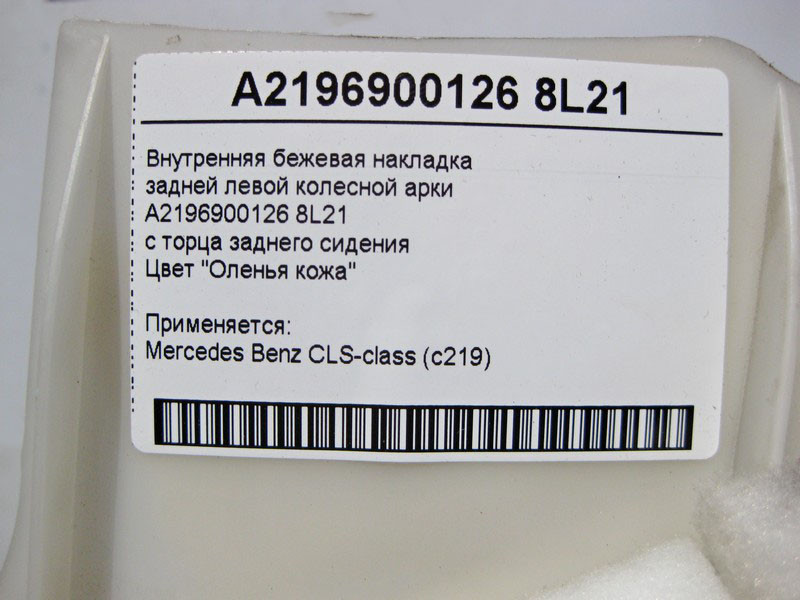 A2196900126 8L21
Внутренняя бежевая накладка
задней левой колесной арки
A2196900126 8L21
с торца заднего сидения
Цвет "Оленья кожа"
Применяется:
Mercedes Benz CLS-class (c219)